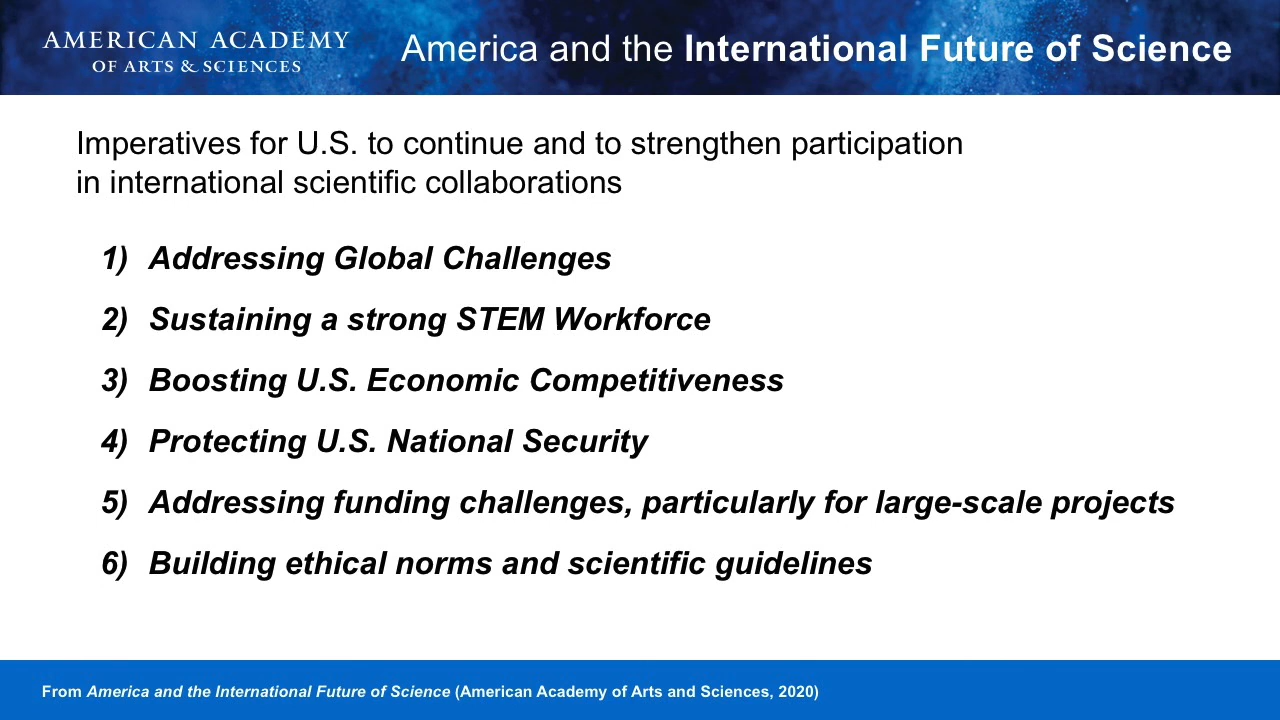 AMERICAN ACADEMY
OF ARTS & SCIENCES
America and the International Future of Science
Imperatives for U.S. to continue and to strengthen participation
in international scientific collaborations
1) Addressing Global Challenges
2) Sustaining a strong STEM Workforce
3) Boosting U.S. Economic Competitiveness
4) Protecting U.S. National Security
5) Addressing funding challenges, particularly for large-scale projects
6) Building ethical norms and scientific guidelines
From America and the International Future of Science (American Academy of Arts and Sciences, 2020)